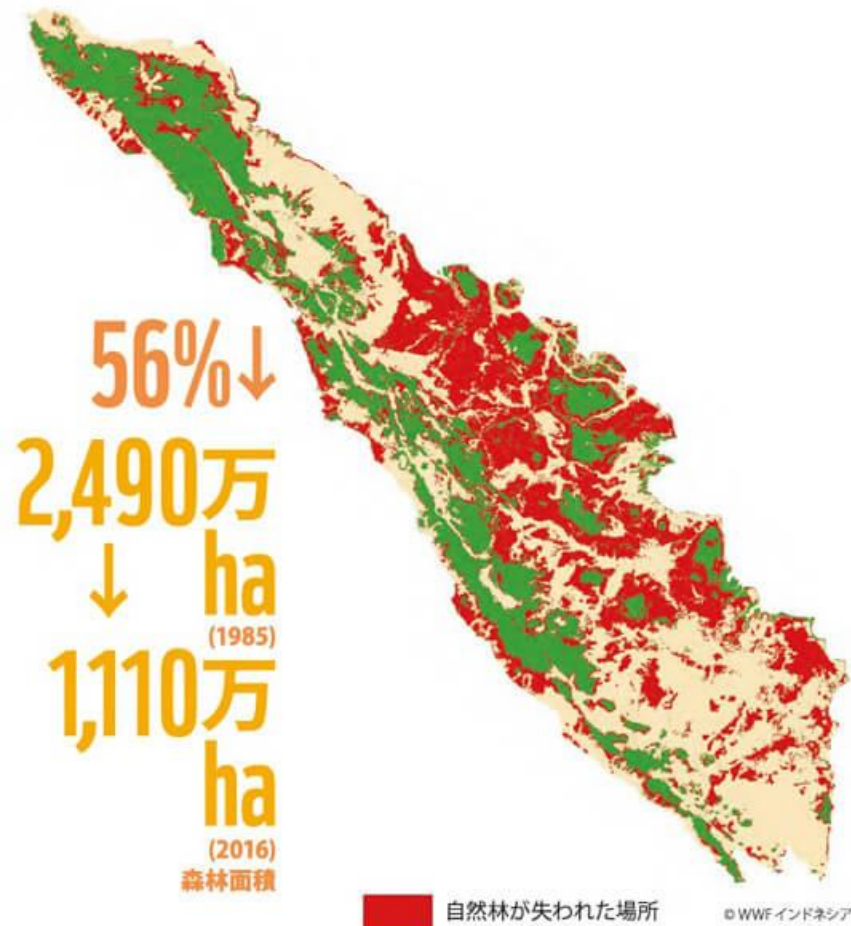 56%↓
2,490万
↓ ha
(1985)
1,110万
ha
(2016)
森林面積
自然林が失われた場所
© WWFインドネシア